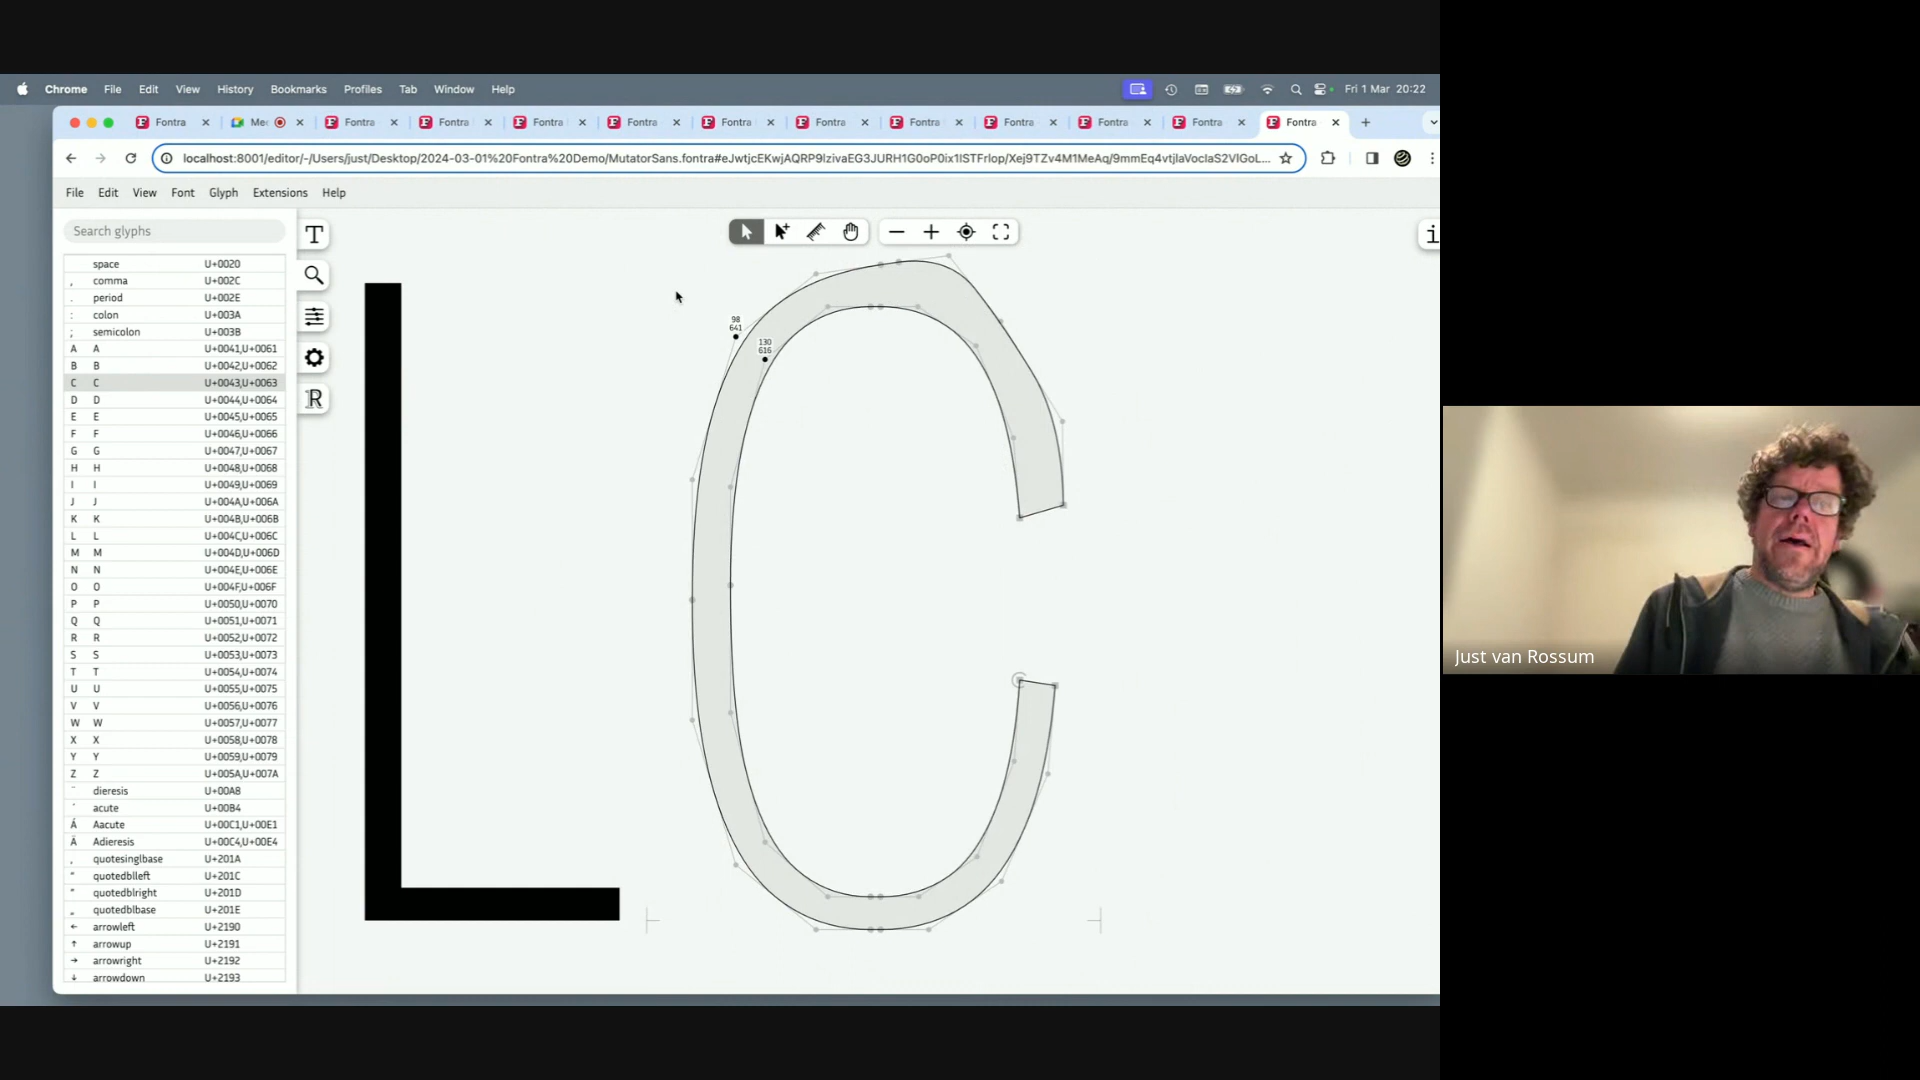 Chrome File Edit View History Bookmarks Profiles Tab Window Help Fri 1 Mar 20:22
Fontra Mee Fontra Fontra Fontra Fontra Fontra Fontra Fontra Fontra Fontra Fontra Fontra
localhost:8001/editor/-/Users/just/Desktop/2024-03-01%20Fontra%20Demo/MutatorSans.fontra
File Edit View Font Glyph Extensions Help
Search glyphs
space U+0020
, comma U+002C
. period U+002E
: colon U+003A
; semicolon U+003B
A A U+0041,U+0061
B B U+0042,U+0062
C C U+0043,U+0063
D D U+0044,U+0064
E E U+0045,U+0065
F F U+0046,U+0066
G G U+0047,U+0067
H H U+0048,U+0068
I I U+0049,U+0069
J J U+004A,U+006A
K K U+004B,U+006B
L L U+004C,U+006C
M M U+004D,U+006D
N N U+004E,U+006E
O O U+004F,U+006F
P P U+0050,U+0070
Q Q U+0051,U+0071
R R U+0052,U+0072
S S U+0053,U+0073
T T U+0054,U+0074
U U U+0055,U+0075
V V U+0056,U+0076
W W U+0057,U+0077
X X U+0058,U+0078
Y Y U+0059,U+0079
Z Z U+005A,U+007A
¨ dieresis U+00A8
´ acute U+00B4
Á Aacute U+00C1,U+00E1
Ä Adieresis U+00C4,U+00E4
‚ quotesinglbase U+201A
“ quotedblleft U+201C
” quotedblright U+201D
„ quotedblbase U+201E
← arrowleft U+2190
↑ arrowup U+2191
→ arrowright U+2192
↓ arrowdown U+2193
T
R
i
98
641
130
616
L C
Just van Rossum